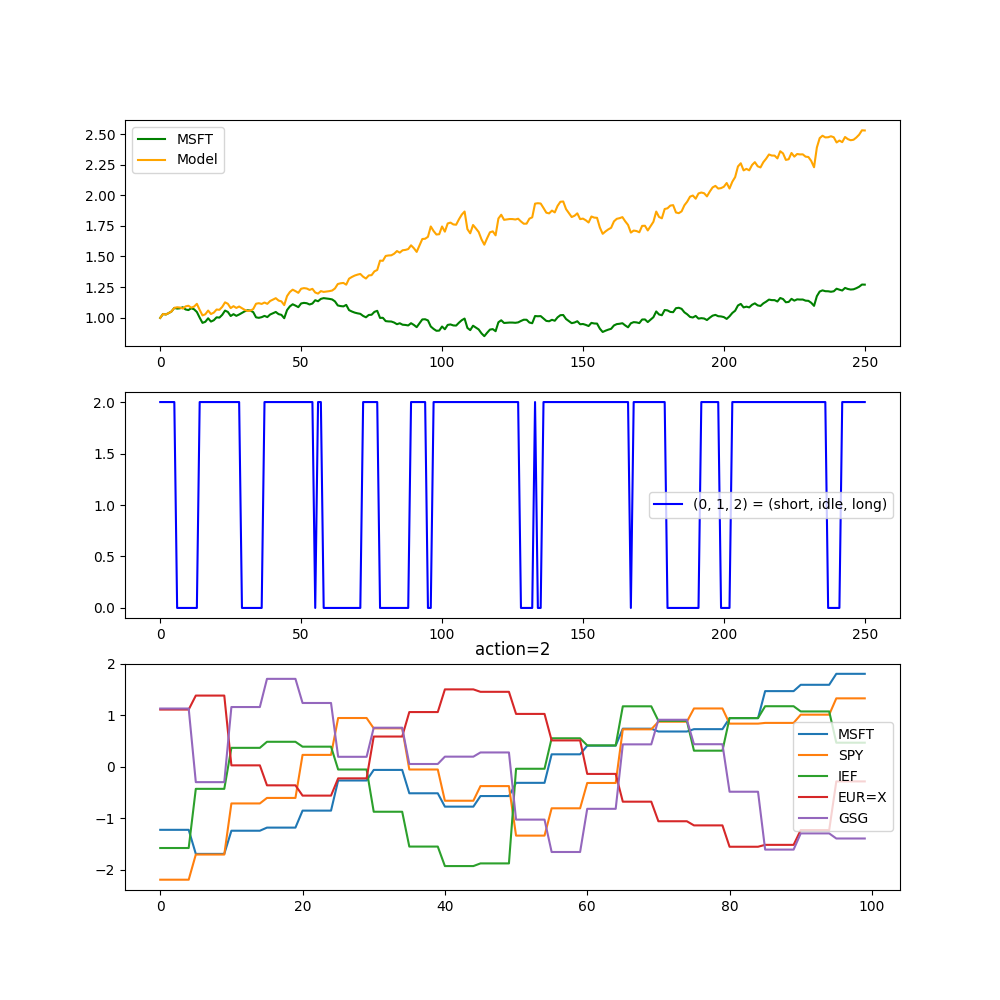 2.50
2.25
2.00
1.75
1.50
1.25
1.00
MSFT
Model
0 50 100 150 200 250
2.0
1.5
1.0
0.5
0.0
(0, 1, 2) = (short, idle, long)
0 50 100 150 200 250
action=2
2
1
0
−1
−2
MSFT
SPY
IEF
EUR=X
GSG
0 20 40 60 80 100